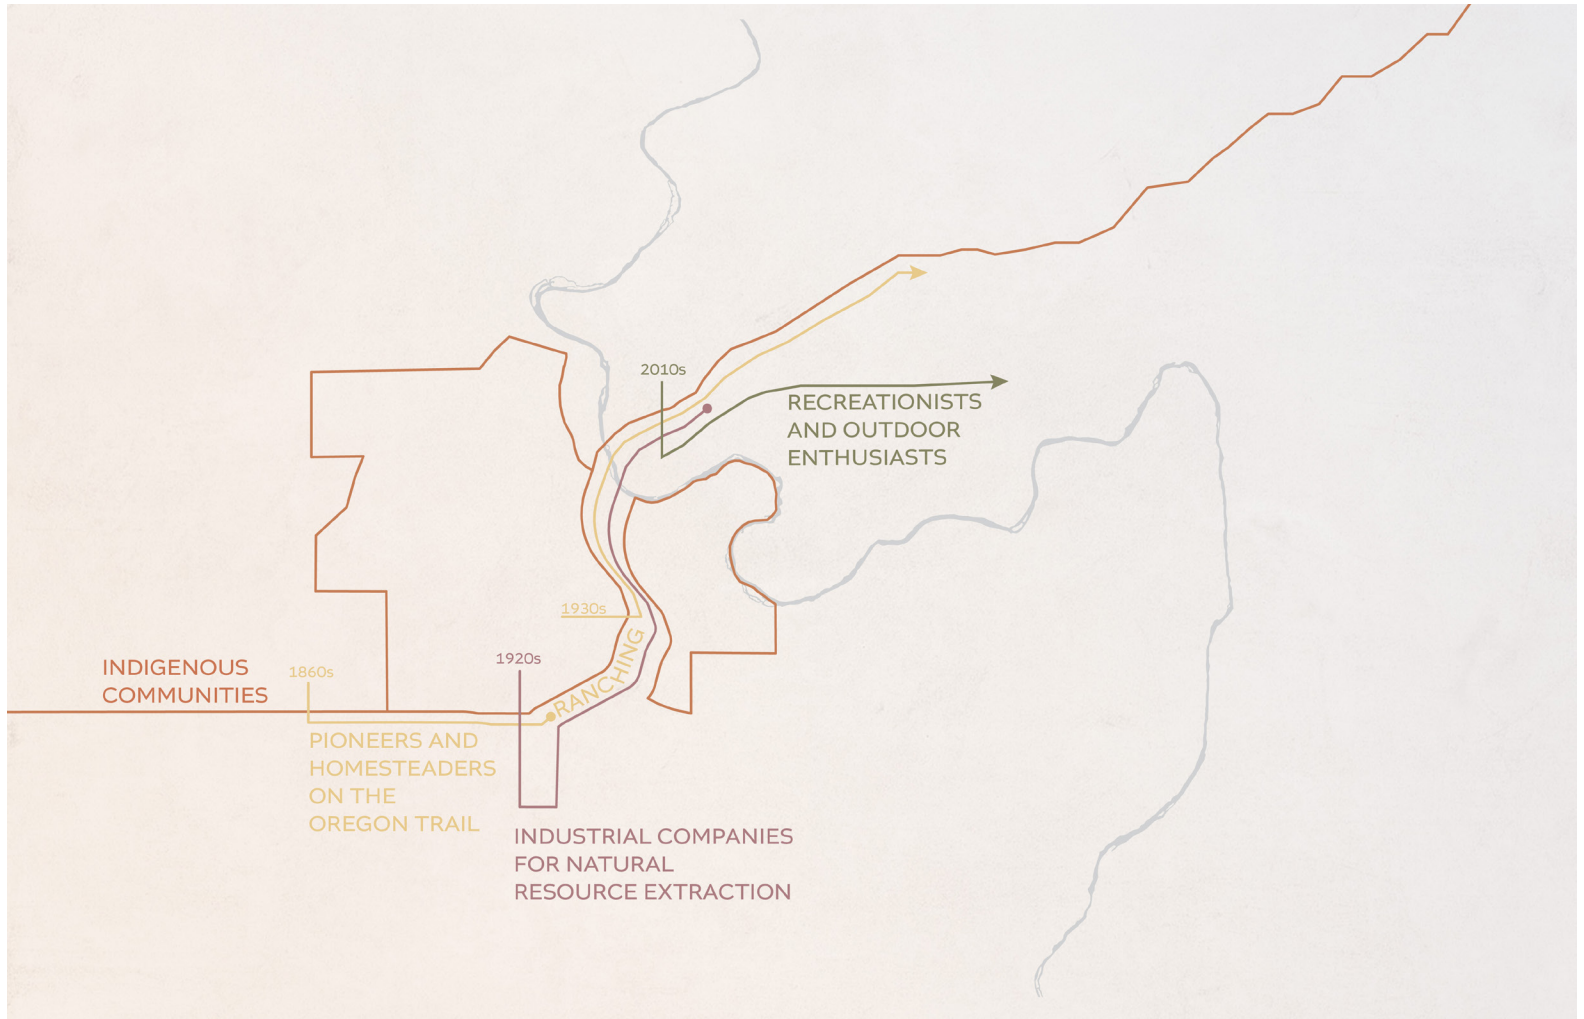 2010s
RECREATIONISTS
AND OUTDOOR
ENTHUSIASTS
1930s
RANCHING
INDIGENOUS
COMMUNITIES
1860s
1920s
PIONEERS AND
HOMESTEADERS
ON THE
OREGON TRAIL
INDUSTRIAL COMPANIES
FOR NATURAL
RESOURCE EXTRACTION